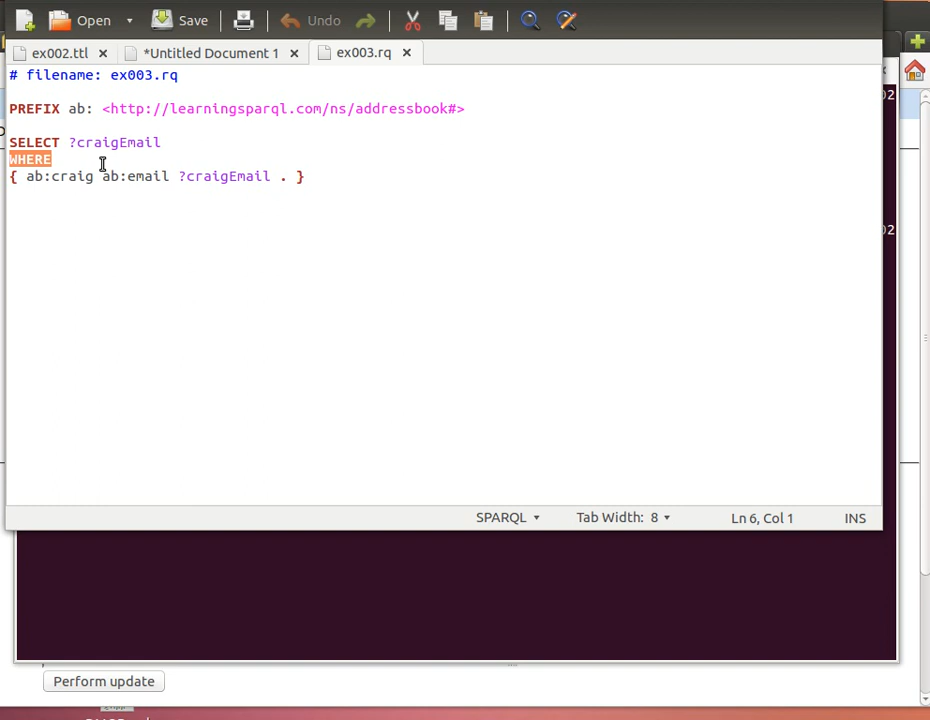 Open Save Undo
ex002.ttl *Untitled Document 1 ex003.rq
# filename: ex003.rq
PREFIX ab: <http://learningsparql.com/ns/addressbook#>
SELECT ?craigEmail
WHERE
{ ab:craig ab:email ?craigEmail . }
SPARQL Tab Width: 8 Ln 6, Col 1 INS
02
02
Perform update